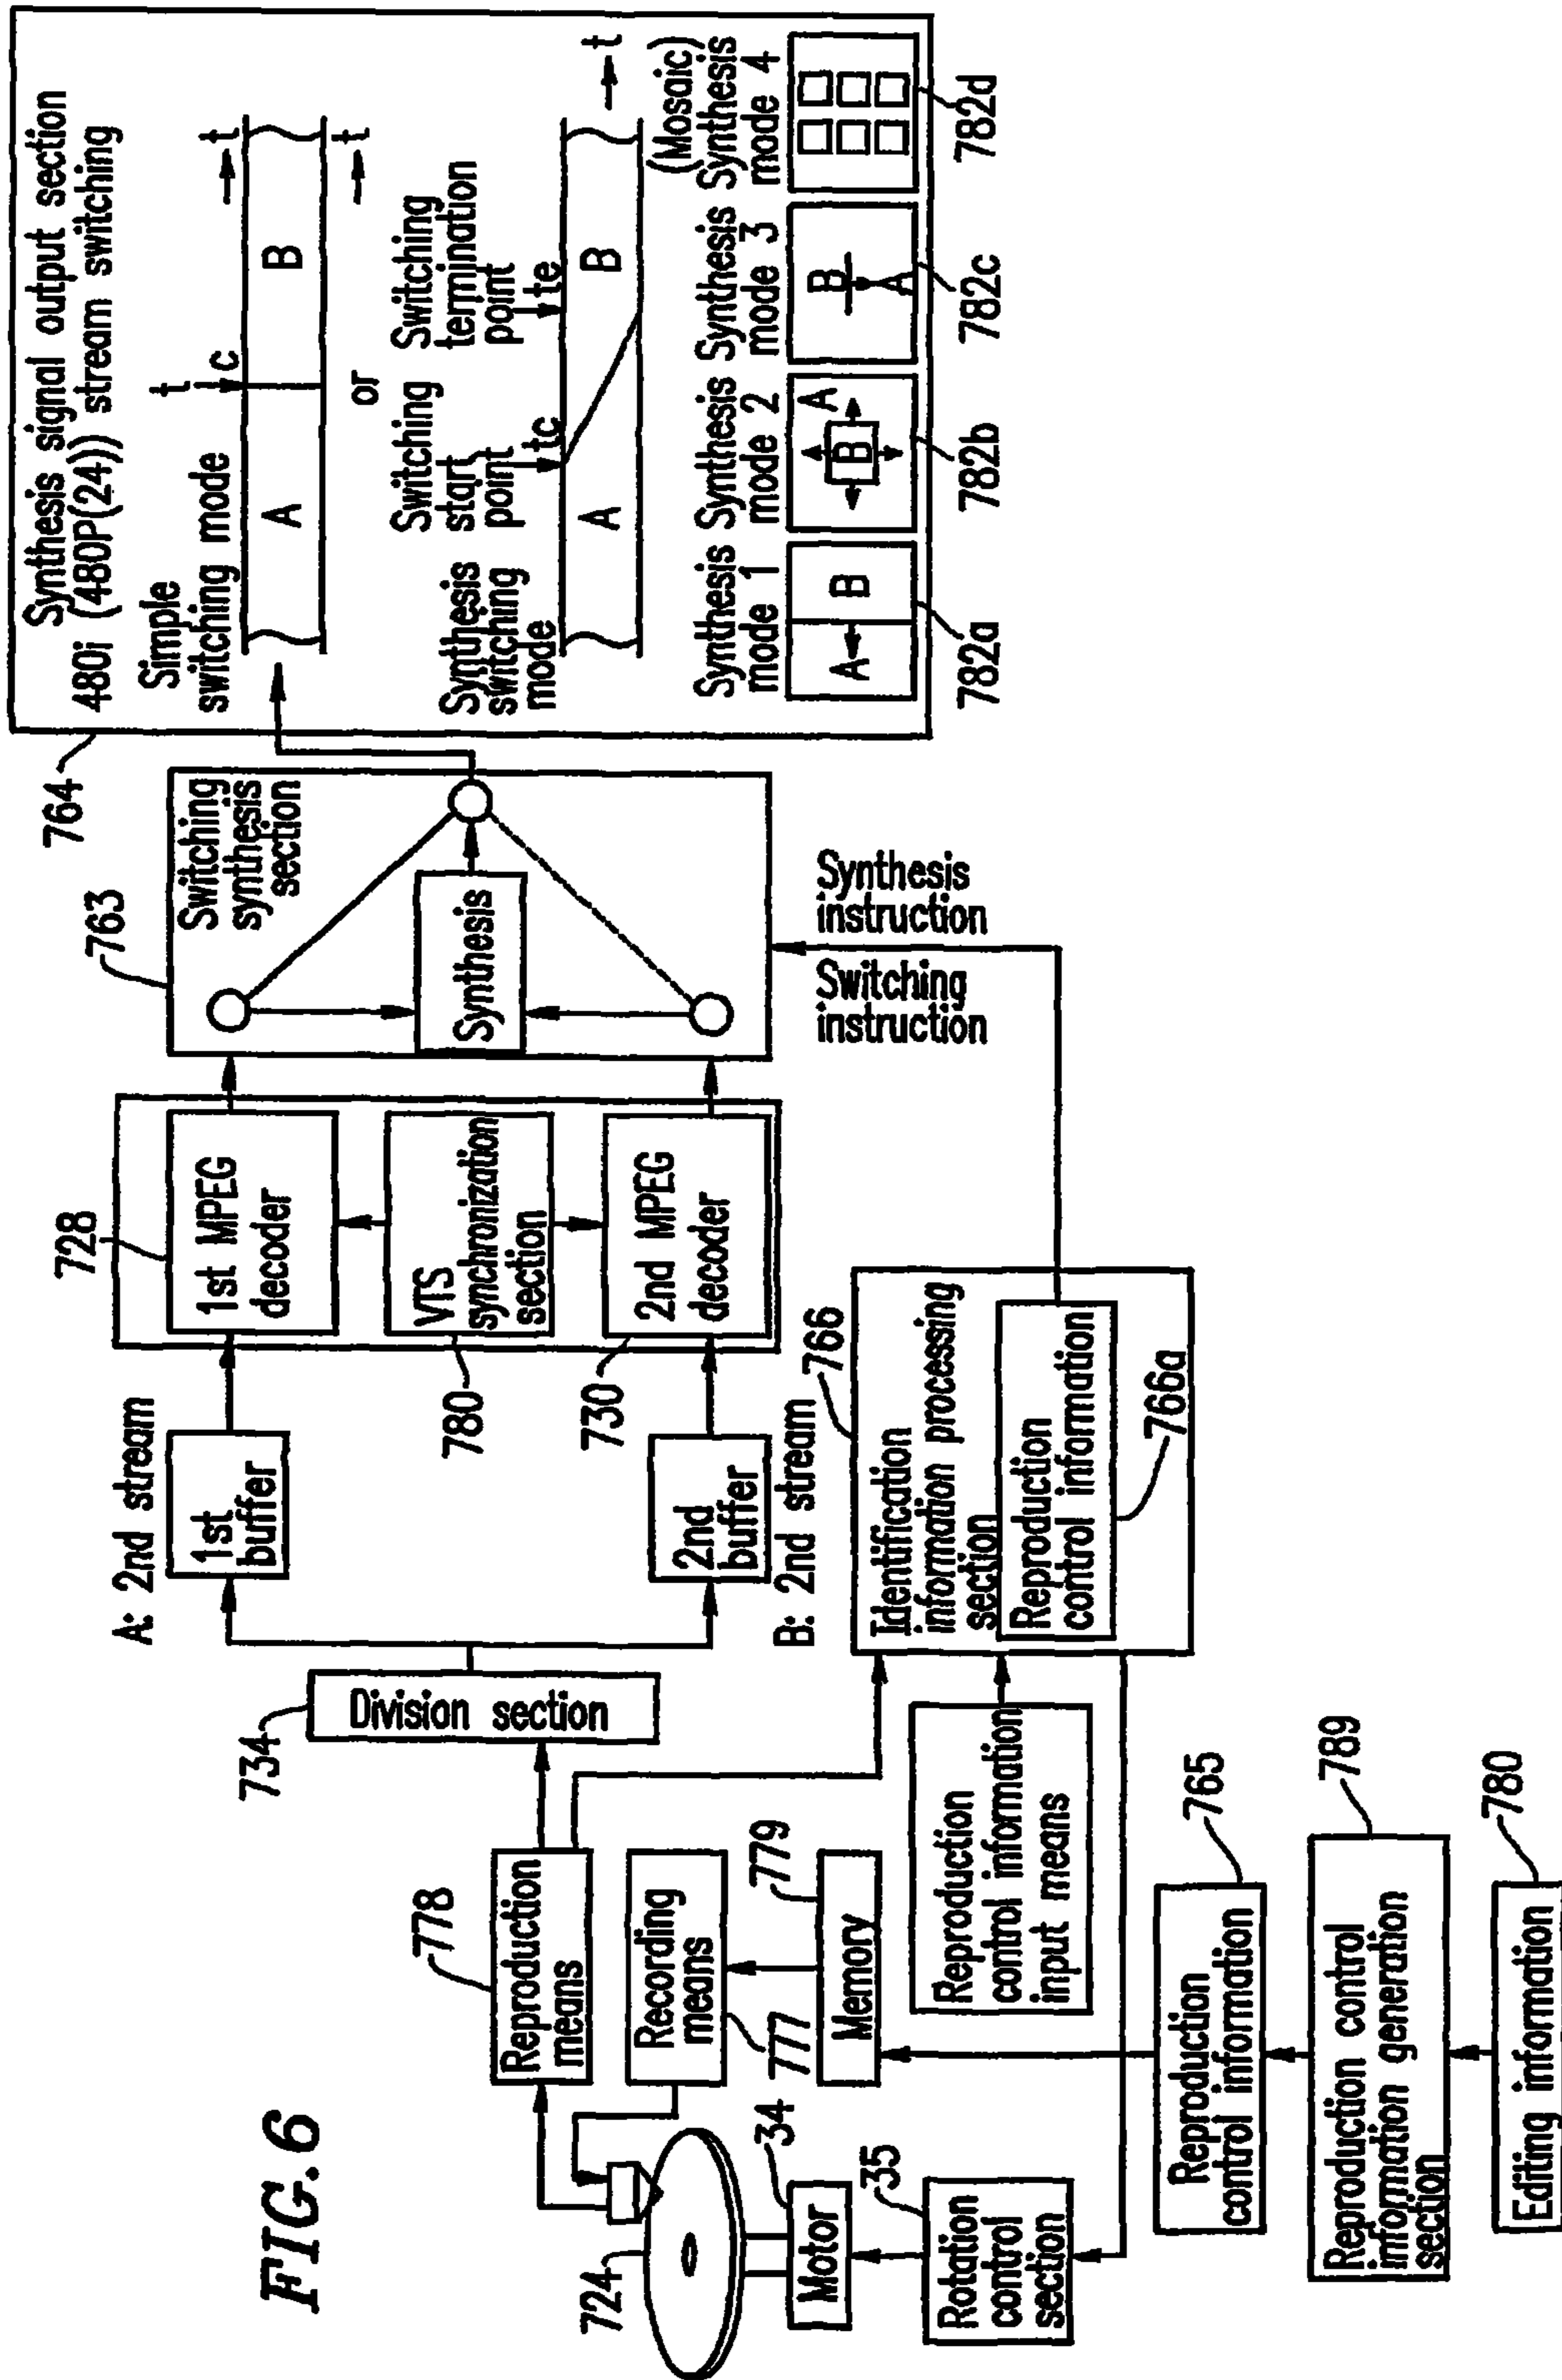 FIG. 6
724
Motor
34
Rotation
control
section
35
778
Reproduction
means
Recording
means
777
Memory
779
Reproduction
control information
765
Reproduction control
information generation
section
789
Editing information
780
734
Division section
Reproduction
control information
input means
A: 2nd stream
1st
buffer
2nd
buffer
B: 2nd stream
766
Identification
information processing
section
Reproduction
control information
766a
728
1st MPEG
decoder
VTS
synchronization
section
780
2nd MPEG
decoder
730
763
Switching
synthesis
section
Synthesis
Switching
instruction
Synthesis
instruction
764
Synthesis signal output section
480i (480P(24)) stream switching
Simple
switching mode
t
c
t
A
B
t
or
Synthesis
switching
mode
Switching
start
point
tc
Switching
termination
point
te
A
B
t
Synthesis
mode 1
A
B
782a
Synthesis
mode 2
B
A
782b
Synthesis
mode 3
B
A
782c
(Mosaic)
Synthesis
mode 4
782d